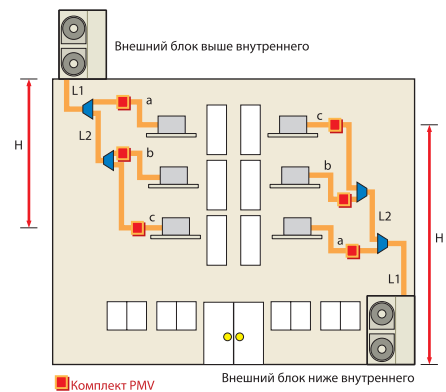 Внешний блок выше внутреннего
L1
a
L2
b
c
H
c
b
L2
a
H
L1
Внешний блок ниже внутреннего
Комплект PMV